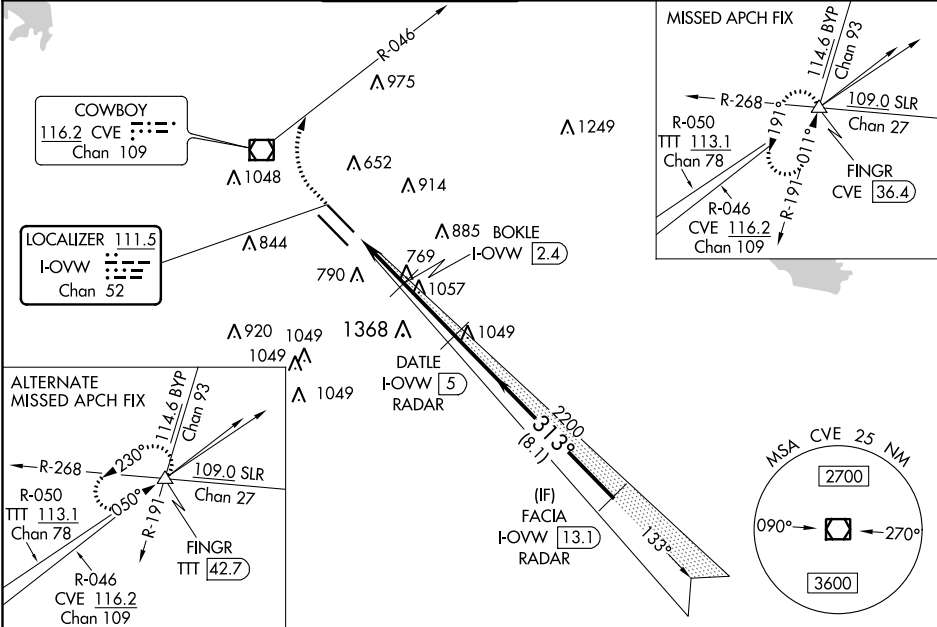 R-046
975
COWBOY
116.2 CVE
Chan 109
1048
652
1249
914
LOCALIZER 111.5
I-OVW
Chan 52
844
885
BOKLE
I-OVW 2.4
769
790
1057
920
1049
1049
1049
1368
1049
DATLE
I-OVW 5
RADAR
2200
313°
(8.1)
(IF)
FACIA
I-OVW 13.1
RADAR
133°
MISSED APCH FIX
114.6 BYP
Chan 93
R-268
109.0 SLR
Chan 27
191°
R-050
TTT 113.1
Chan 78
R-191
011°
FINGR
CVE 36.4
R-046
CVE 116.2
Chan 109
ALTERNATE
MISSED APCH FIX
114.6 BYP
Chan 93
230°
R-268
109.0 SLR
Chan 27
050°
R-050
TTT 113.1
Chan 78
R-191
FINGR
TTT 42.7
R-046
CVE 116.2
Chan 109
MSA CVE 25 NM
2700
090°
270°
3600